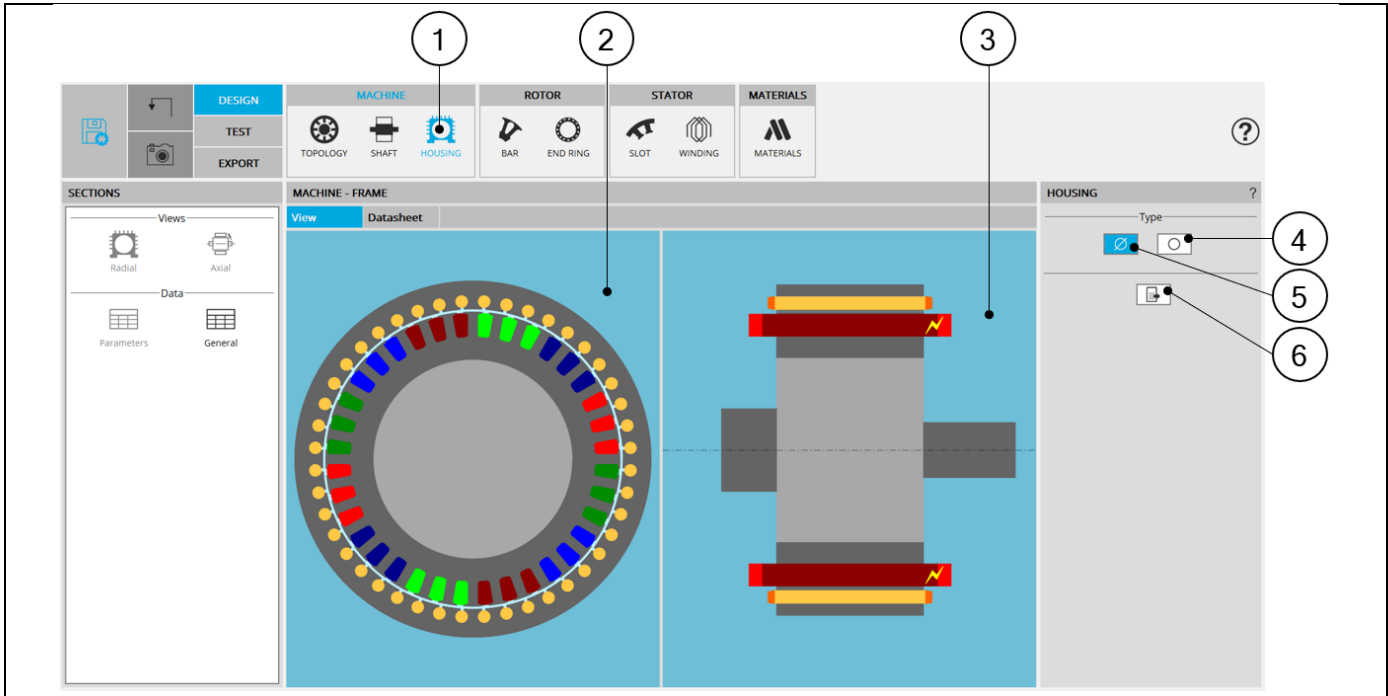 1 2 3
DESIGN MACHINE ROTOR STATOR MATERIALS
TEST
TOPOLOGY SHAFT HOUSING BAR END RING SLOT WINDING MATERIALS
EXPORT
?
SECTIONS MACHINE - FRAME HOUSING ?
Views View Datasheet Type
Radial Axial
4
Data
5
Parameters General
6